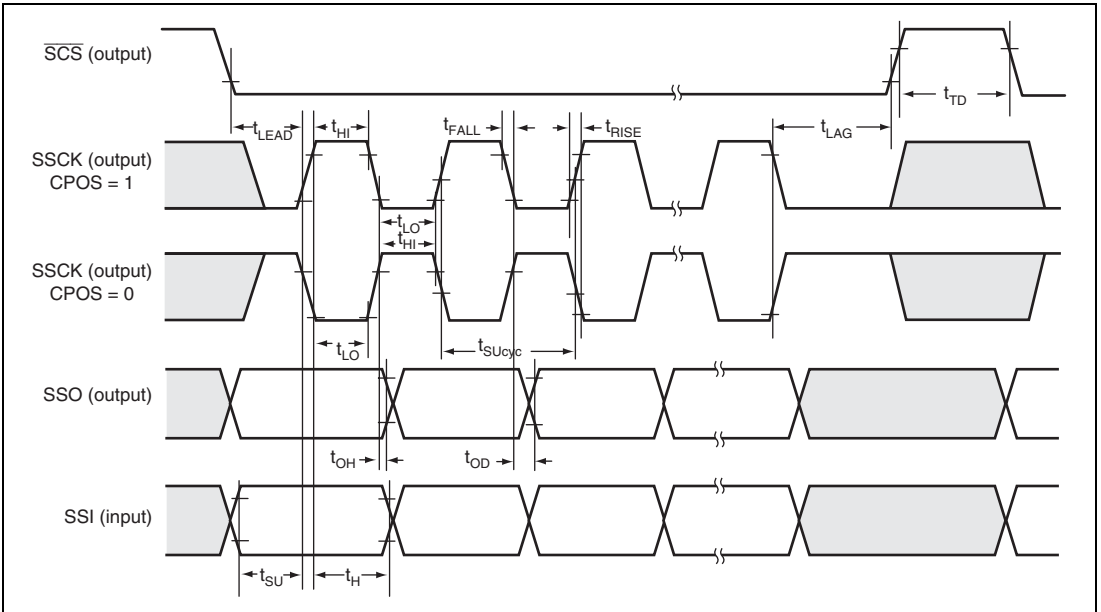 SCS (output)
tTD
tLEAD
tHI
tFALL
tRISE
tLAG
SSCK (output)
CPOS = 1
tLO
tHI
SSCK (output)
CPOS = 0
tLO
tSUcyc
SSO (output)
tOH
tOD
SSI (input)
tSU
tH